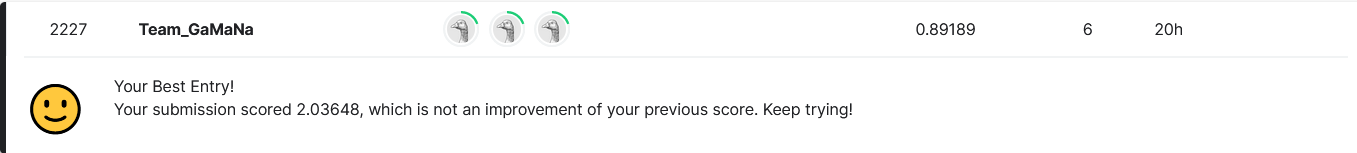 2227 Team_GaMaNa 0.89189 6 20h
Your Best Entry!
Your submission scored 2.03648, which is not an improvement of your previous score. Keep trying!